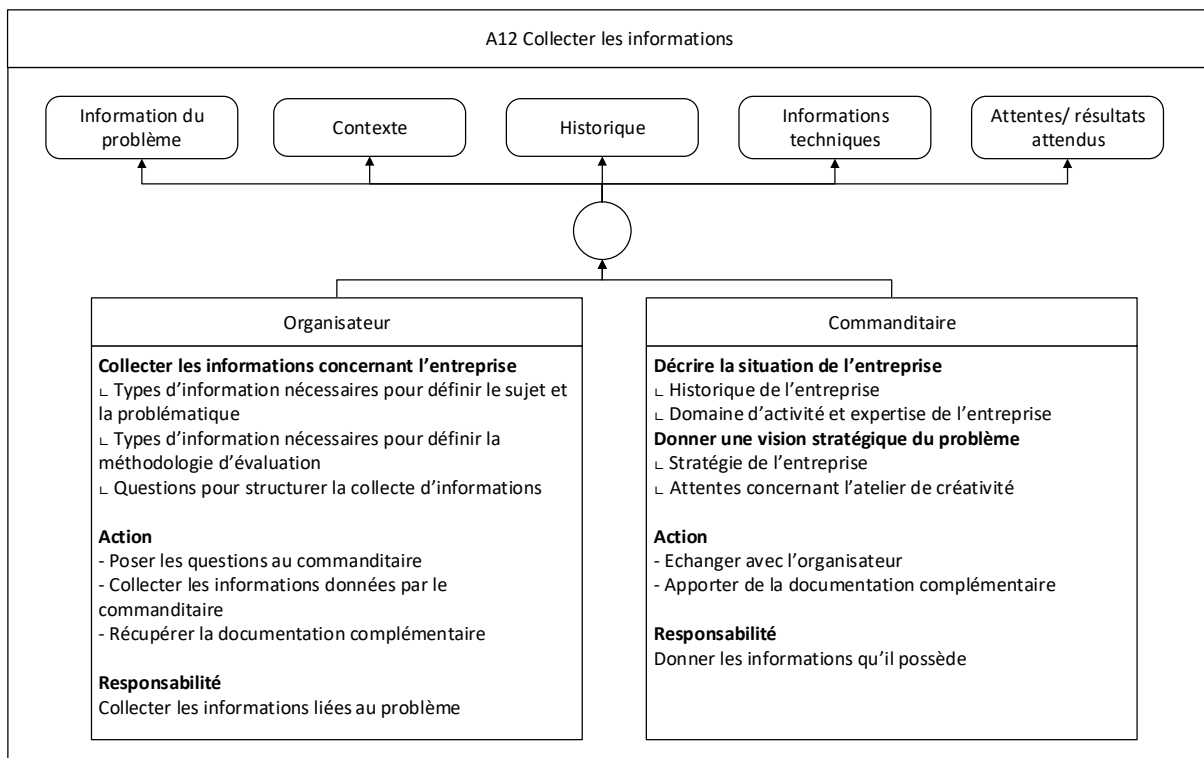 A12 Collecter les informations
Information du
problème
Contexte
Historique
Informations
techniques
Attentes/ résultats
attendus
Organisateur
Collecter les informations concernant l’entreprise
∟ Types d’information nécessaires pour définir le sujet et
la problématique
∟ Types d’information nécessaires pour définir la
méthodologie d’évaluation
∟ Questions pour structurer la collecte d’informations
Action
- Poser les questions au commanditaire
- Collecter les informations données par le
commanditaire
- Récupérer la documentation complémentaire
Responsabilité
Collecter les informations liées au problème
Commanditaire
Décrire la situation de l’entreprise
∟ Historique de l’entreprise
∟ Domaine d’activité et expertise de l’entreprise
Donner une vision stratégique du problème
∟ Stratégie de l’entreprise
∟ Attentes concernant l’atelier de créativité
Action
- Echanger avec l’organisateur
- Apporter de la documentation complémentaire
Responsabilité
Donner les informations qu’il possède